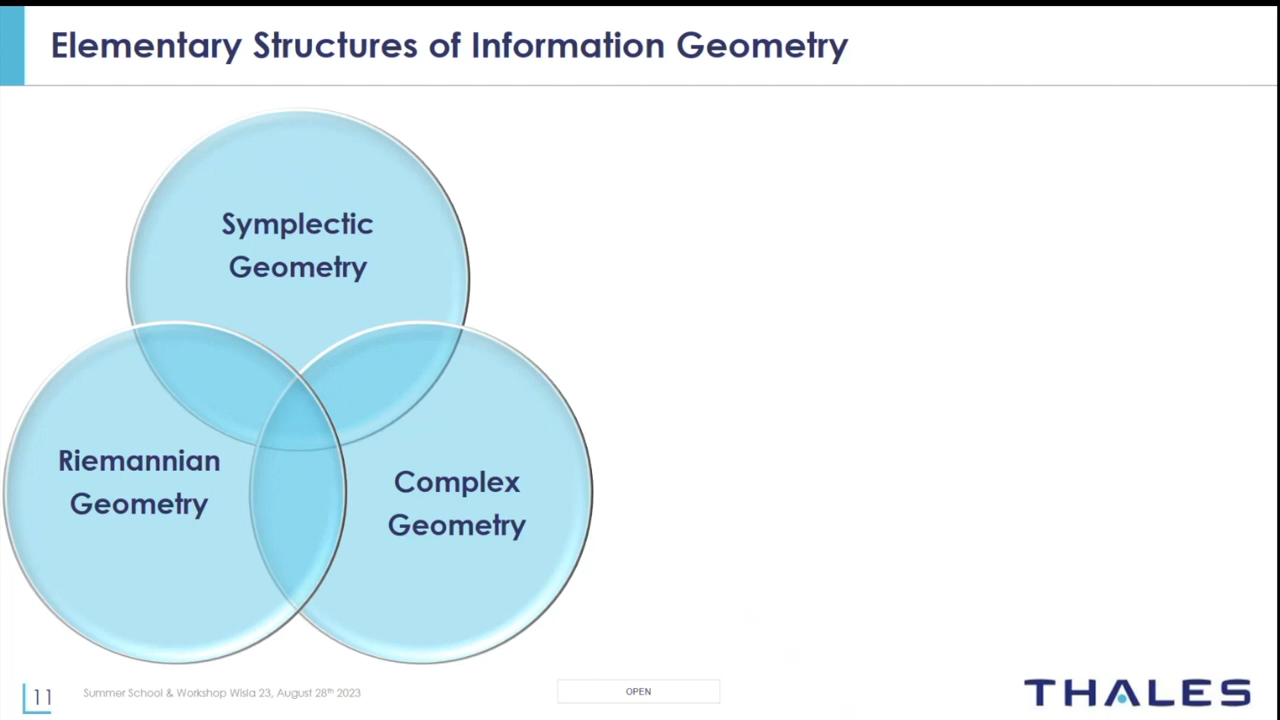 Elementary Structures of Information Geometry
Symplectic
Geometry
Riemannian
Geometry
Complex
Geometry
11
Summer School & Workshop Wisla 23, August 28th 2023
OPEN
THALES